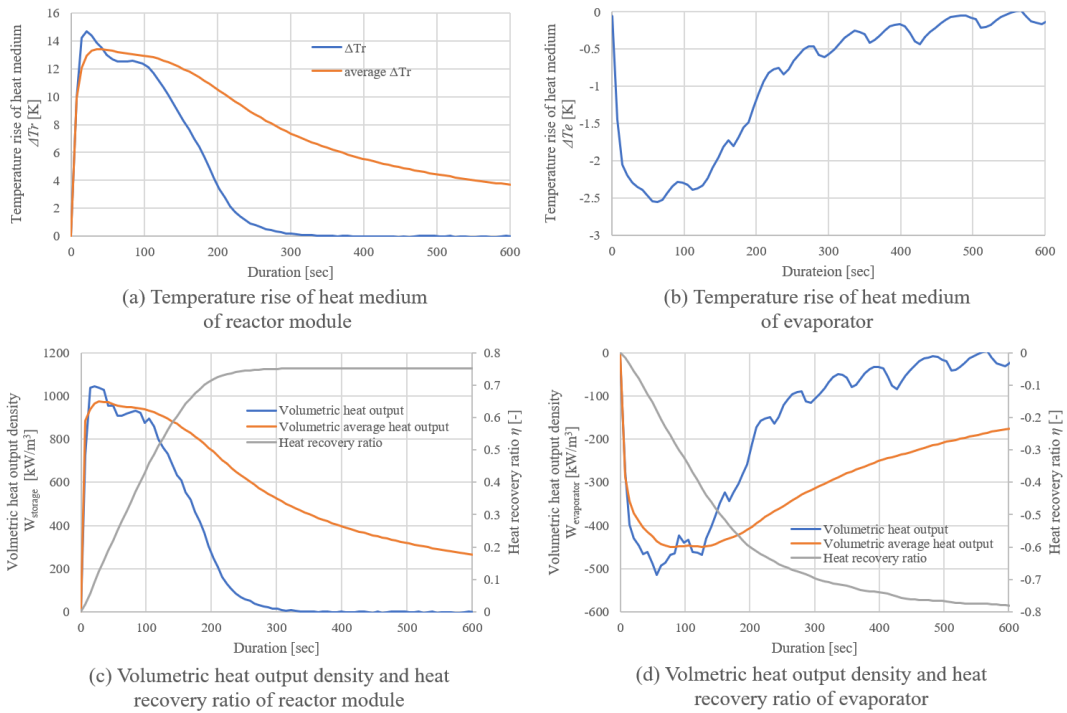 Temperature rise of heat medium
ΔTr [K]
16
14
12
10
8
6
4
2
0
0
100
200
300
400
500
600
ΔTr
average ΔTr
Duration [sec]
(a) Temperature rise of heat medium
of reactor module
Temperature rise of heat medium
ΔTe [K]
0
-0.5
-1
-1.5
-2
-2.5
-3
0
100
200
300
400
500
600
Durateion [sec]
(b) Temperature rise of heat medium
of evaporator
Volmetric heat output density
Wstorage [kW/m³]
1200
1000
800
600
400
200
0
0
100
200
300
400
500
600
0.8
0.7
0.6
0.5
0.4
0.3
0.2
0.1
0
Heat recovery ratio η [-]
Volumetric heat output
Volumetric average heat output
Heat recovery ratio
Duration [sec]
(c) Volumetric heat output density and heat
recovery ratio of reactor module
Volumetric heat output density
Wevaporator [kW/m³]
0
-100
-200
-300
-400
-500
-600
0
100
200
300
400
500
600
0
-0.1
-0.2
-0.3
-0.4
-0.5
-0.6
-0.7
-0.8
Heat recovery ratio η [-]
Volumetric heat output
Volumetric average heat output
Heat recovery ratio
Duration [sec]
(d) Volmetric heat output density and heat
recovery ratio of evaporator